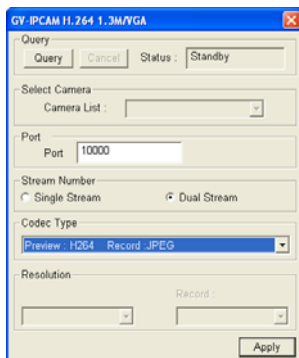 GV-IPCAM H.264 1.3M/VGA
Query
Query Cancel Status : Standby
Select Camera
Camera List :
Port
Port 10000
Stream Number
Single Stream Dual Stream
Codec Type
Preview : H264 Record :JPEG
Resolution
Record :
Apply